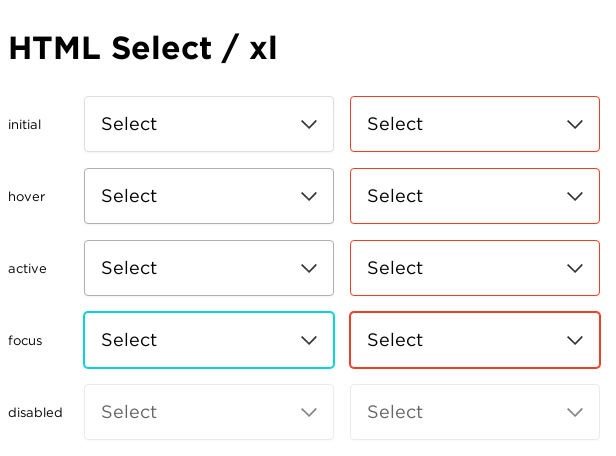 HTML Select / xl
initial Select Select
hover Select Select
active Select Select
focus Select Select
disabled Select Select